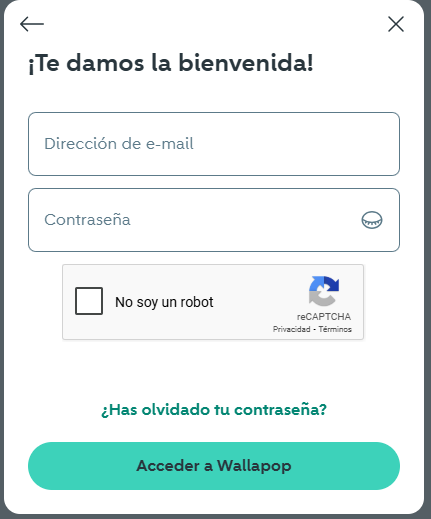 ¡Te damos la bienvenida!
Dirección de e-mail
Contraseña
No soy un robot
reCAPTCHA
Privacidad - Términos
¿Has olvidado tu contraseña?
Acceder a Wallapop